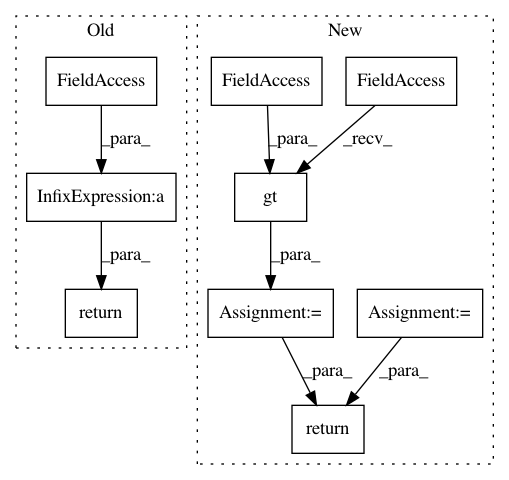 Old
New
FieldAccess
FieldAccess
FieldAccess
_para_
_para_
_recv_
InfixExpression:a
gt
_para_
_para_
return
Assignment:=
Assignment:=
_para_
_para_
return